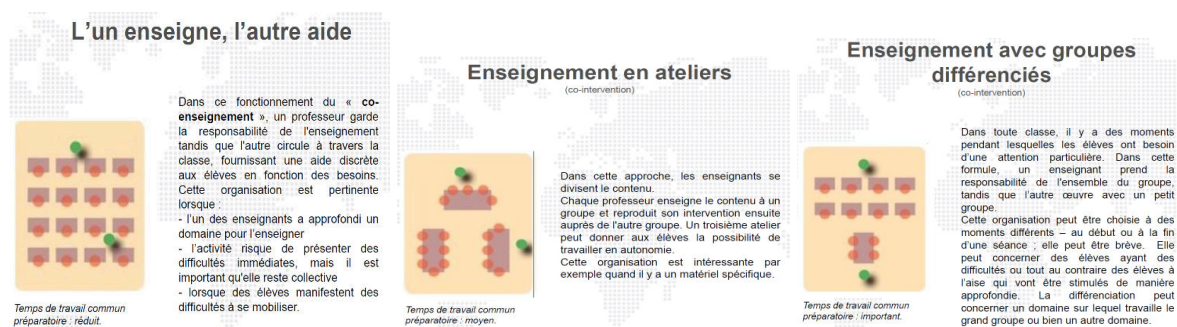 L’un enseigne, l’autre aide
Dans ce fonctionnement du « co-
enseignement », un professeur garde
la responsabilité de l'enseignement
tandis que l'autre circule à travers la
classe, fournissant une aide discrète
aux élèves en fonction des besoins.
Cette organisation est pertinente
lorsque :
- l’un des enseignants a approfondi un
domaine pour l’enseigner
- l’activité risque de présenter des
difficultés immédiates, mais il est
important qu'elle reste collective
- lorsque des élèves manifestent des
difficultés à se mobiliser.
Temps de travail commun
préparatoire : réduit.
Enseignement en ateliers
(co-intervention)
Dans cette approche, les enseignants se
divisent le contenu.
Chaque professeur enseigne le contenu à un
groupe et reproduit son intervention ensuite
auprès de l'autre groupe. Un troisième atelier
peut donner aux élèves la possibilité de
travailler en autonomie.
Cette organisation est intéressante par
exemple quand il y a un matériel spécifique.
Temps de travail commun
préparatoire : moyen.
Enseignement avec groupes
différenciés
(co-intervention)
Dans toute classe, il y a des moments
pendant lesquelles les élèves ont besoin
d’une attention particulière. Dans cette
formule, un enseignant prend la
responsabilité de l'ensemble du groupe,
tandis que l’autre œuvre avec un petit
groupe.
Cette organisation peut être choisie à des
moments différents – au début ou à la fin
d’une séance ; elle peut être brève. Elle
peut concerner des élèves ayant des
difficultés ou tout au contraire des élèves à
l’aise qui vont être stimulés de manière
approfondie. La différenciation peut
concerner un domaine sur lequel travaille le
grand groupe ou bien un autre domaine.
Temps de travail commun
préparatoire : important.